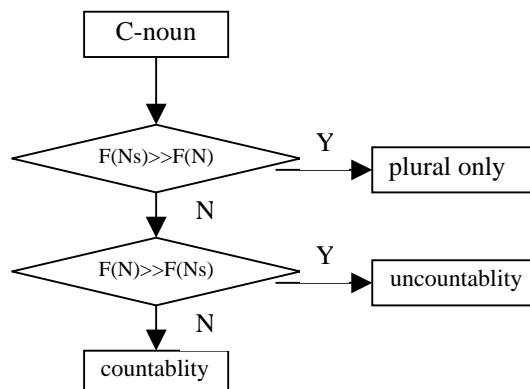 C-noun
F(Ns)>>F(N)
Y
plural only
N
F(N)>>F(Ns)
Y
uncountablity
N
countablity